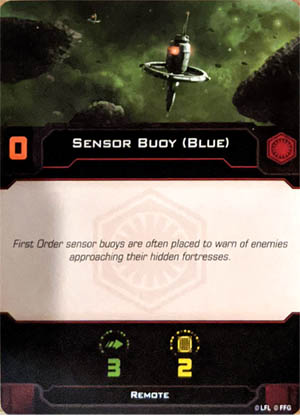 0
SENSOR BUOY (BLUE)
First Order sensor buoys are often placed to warn of enemies
approaching their hidden fortresses.
3 2
REMOTE
© LFL © FFG